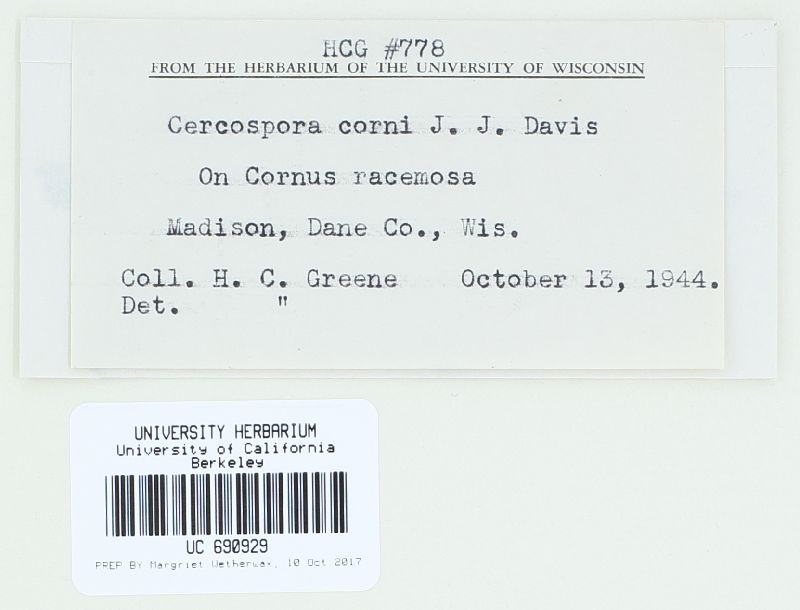 HCG #778
FROM THE HERBARIUM OF THE UNIVERSITY OF WISCONSIN
Cercospora corni J. J. Davis
On Cornus racemosa
Madison, Dane Co., Wis.
Coll. H. C. Greene October 13, 1944.
Det. "
UNIVERSITY HERBARIUM
University of California
Berkeley
UC 690929
PREP BY Margriet Wetherwax, 10 Oct 2017